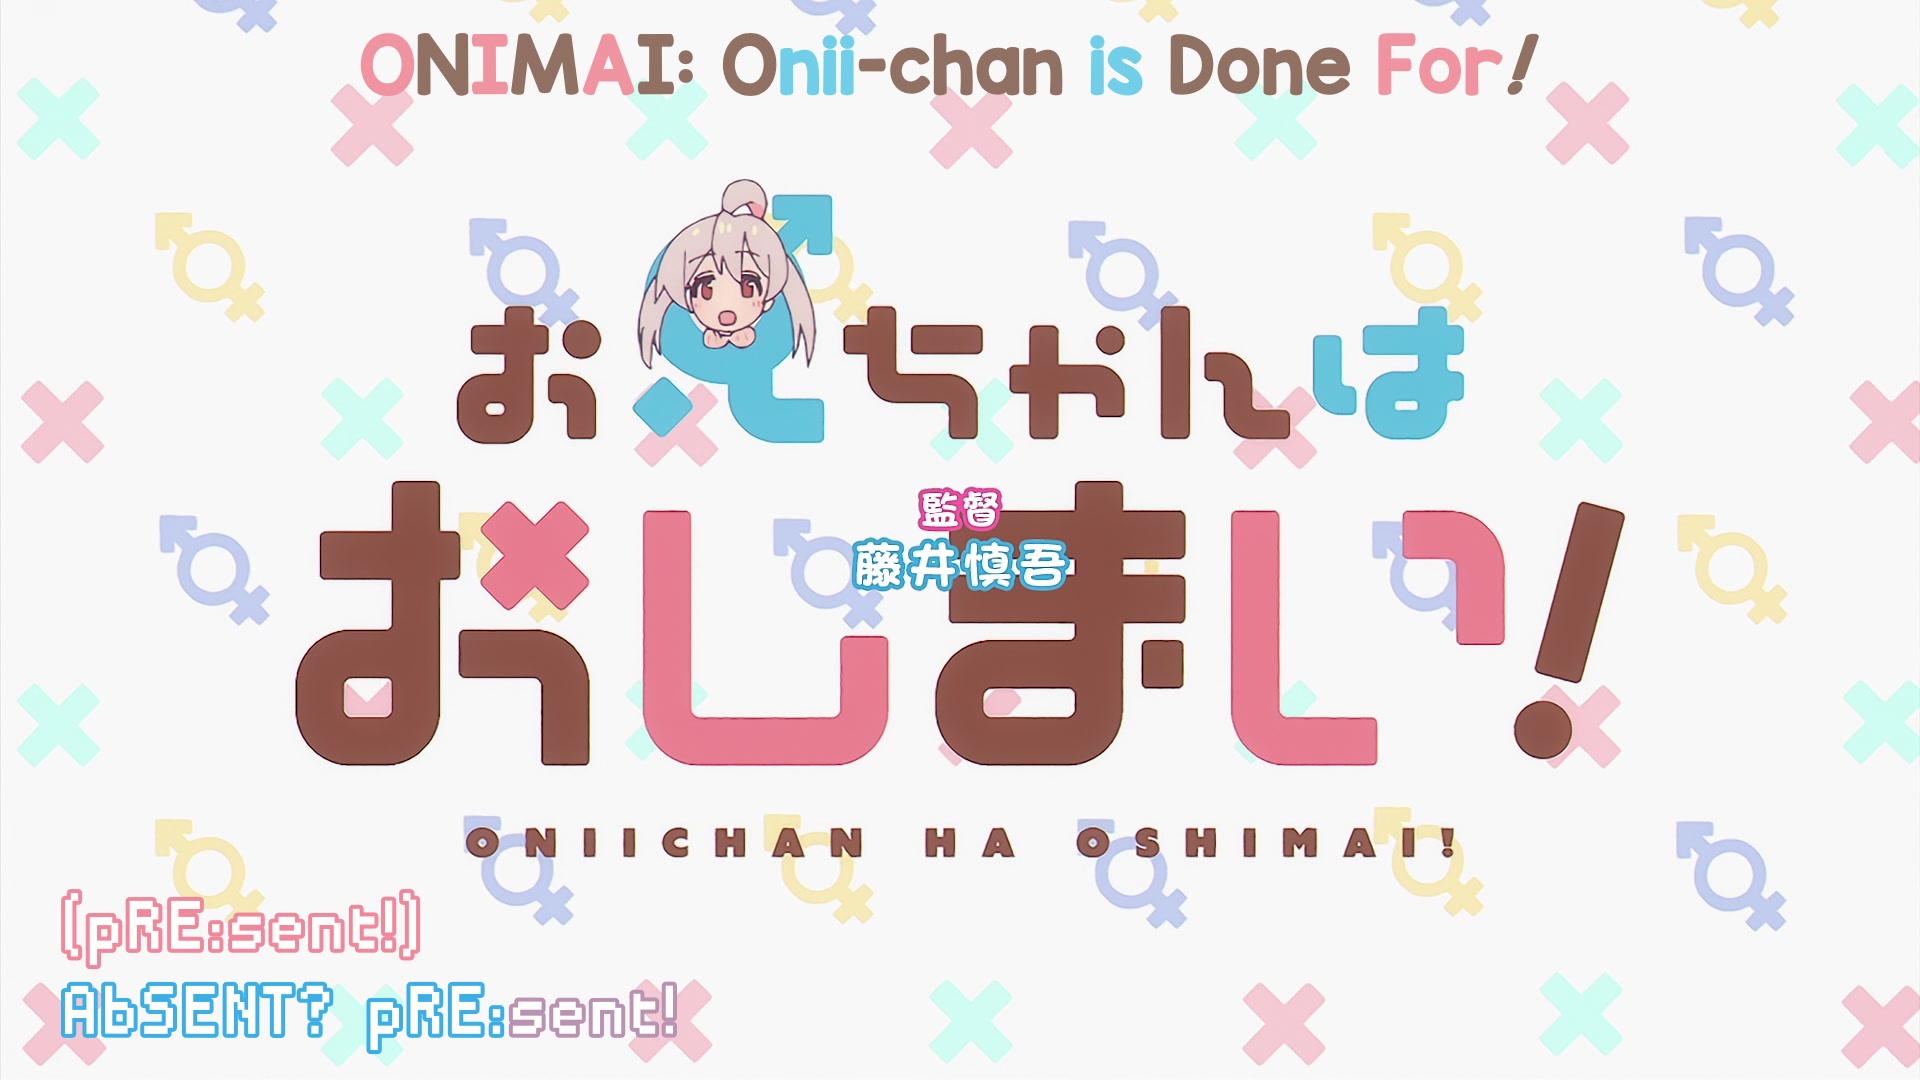 ONIMAI: Onii-chan is Done For!
お兄ちゃんは
おしまい!
監督
藤井慎吾
ONIICHAN HA OSHIMAI!
(pRE:sent!)
AbSENT? pRE:sent!